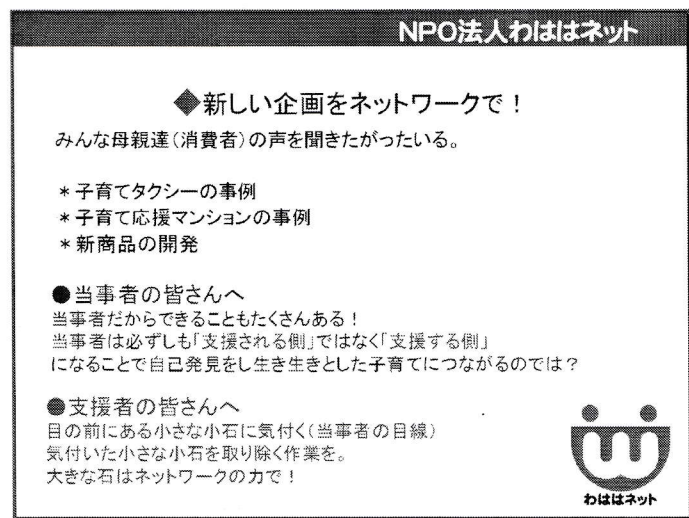 NPO法人わははネット
◆新しい企画をネットワークで！
みんな母親達(消費者)の声を聞きたがったいる。
＊子育てタクシーの事例
＊子育て応援マンションの事例
＊新商品の開発
●当事者の皆さんへ
当事者だからできることもたくさんある！
当事者は必ずしも「支援される側」ではなく「支援する側」
になることで自己発見をし生き生きとした子育てにつながるのでは？
●支援者の皆さんへ
目の前にある小さな小石に気付く(当事者の目線)
気付いた小さな小石を取り除く作業を。
大きな石はネットワークの力で！
わははネット